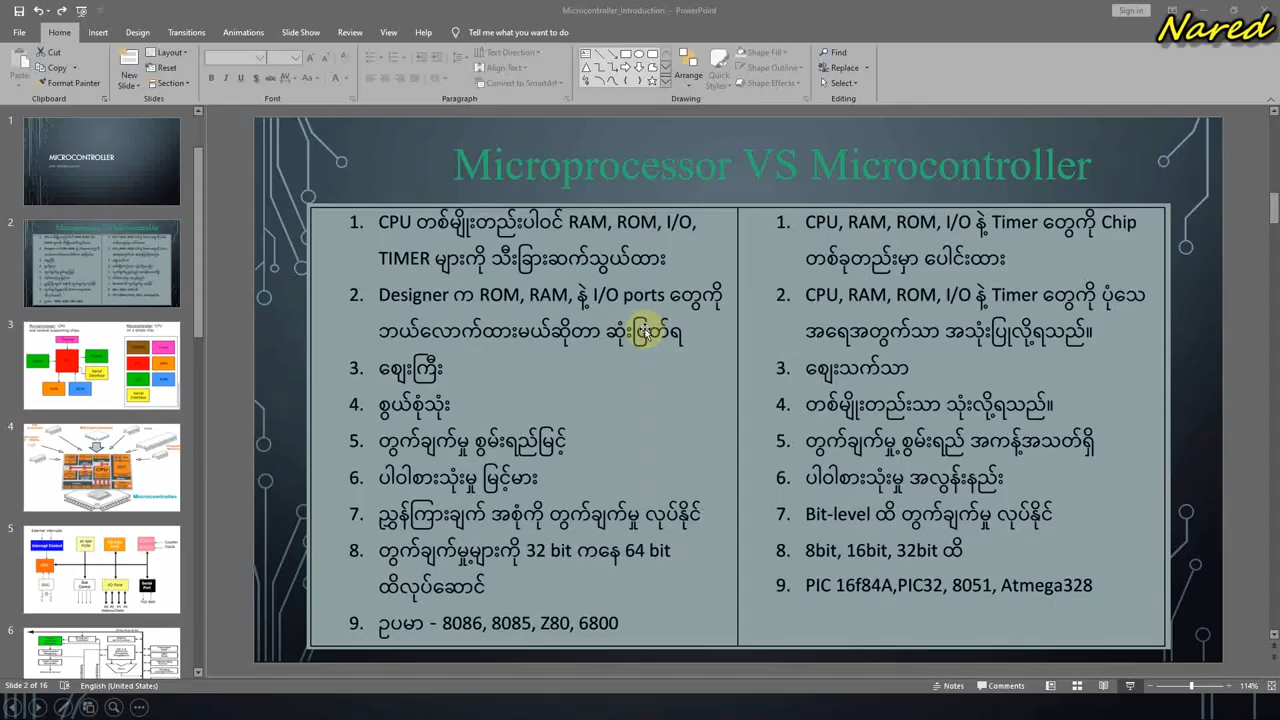 Microcontroller_Introduction - PowerPoint
Sign in
Nared
File Home Insert Design Transitions Animations Slide Show Review View Help Tell me what you want to do
Cut
Copy
Format Painter
Paste
Clipboard
New Slide
Layout
Reset
Section
Slides
Font
Text Direction
Align Text
Convert to SmartArt
Paragraph
Arrange
Quick Styles
Shape Fill
Shape Outline
Shape Effects
Drawing
Find
Replace
Select
Editing
1
MICROCONTROLLER
2
3
4
Microcontroller
CPU
5
6
Microprocessor VS Microcontroller
1. CPU တစ်မျိုးတည်းပါဝင် RAM, ROM, I/O,
TIMER များကို သီးခြားဆက်သွယ်ထား
2. Designer က ROM, RAM, နဲ့ I/O ports တွေကို
ဘယ်လောက်ထားမယ်ဆိုတာ ဆုံးဖြတ်ရ
3. ဈေးကြီး
4. စွယ်စုံသုံး
5. တွက်ချက်မှု စွမ်းရည်မြင့်
6. ပါဝါစားသုံးမှု မြင့်မား
7. ညွှန်ကြားချက် အစုံကို တွက်ချက်မှု လုပ်နိုင်
8. တွက်ချက်မှု့များကို 32 bit ကနေ 64 bit
ထိလုပ်ဆောင်
9. ဥပမာ - 8086, 8085, Z80, 6800
1. CPU, RAM, ROM, I/O နဲ့ Timer တွေကို Chip
တစ်ခုတည်းမှာ ပေါင်းထား
2. CPU, RAM, ROM, I/O နဲ့ Timer တွေကို ပုံသေ
အရေအတွက်သာ အသုံးပြုလို့ရသည်။
3. ဈေးသက်သာ
4. တစ်မျိုးတည်းသာ သုံးလို့ရသည်။
5. တွက်ချက်မှု့ စွမ်းရည် အကန့်အသတ်ရှိ
6. ပါဝါစားသုံးမှု အလွန်နည်း
7. Bit-level ထိ တွက်ချက်မှု လုပ်နိုင်
8. 8bit, 16bit, 32bit ထိ
9. PIC 16f84A,PIC32, 8051, Atmega328
Slide 2 of 16 English (United States) Notes Comments 114%